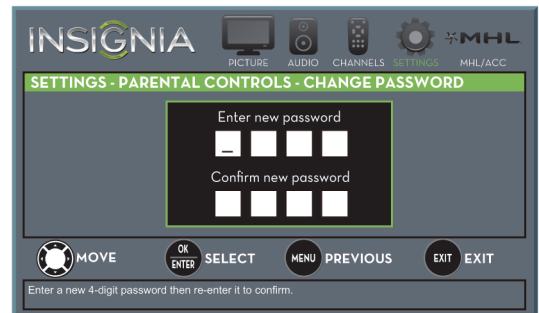 INSIGNIA
MHL
PICTURE AUDIO CHANNELS SETTINGS MHL/ACC
SETTINGS - PARENTAL CONTROLS - CHANGE PASSWORD
Enter new password
_
Confirm new password
MOVE OK ENTER SELECT MENU PREVIOUS EXIT EXIT
Enter a new 4-digit password then re-enter it to confirm.